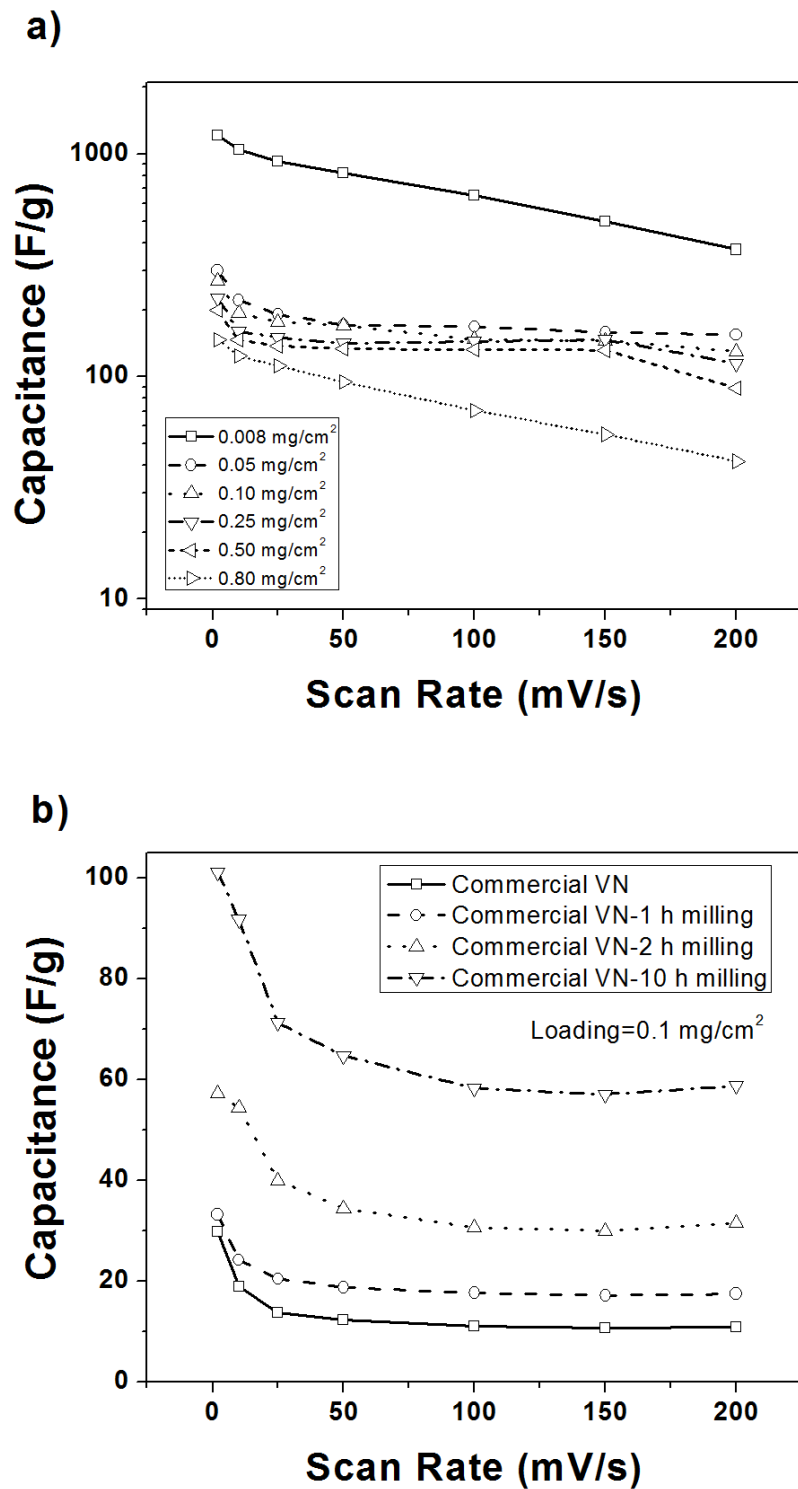 a)
Capacitance (F/g)
1000
100
10
0.008 mg/cm²
0.05 mg/cm²
0.10 mg/cm²
0.25 mg/cm²
0.50 mg/cm²
0.80 mg/cm²
0 50 100 150 200
Scan Rate (mV/s)
b)
Capacitance (F/g)
100
80
60
40
20
0
Commercial VN
Commercial VN-1 h milling
Commercial VN-2 h milling
Commercial VN-10 h milling
Loading=0.1 mg/cm²
0 50 100 150 200
Scan Rate (mV/s)